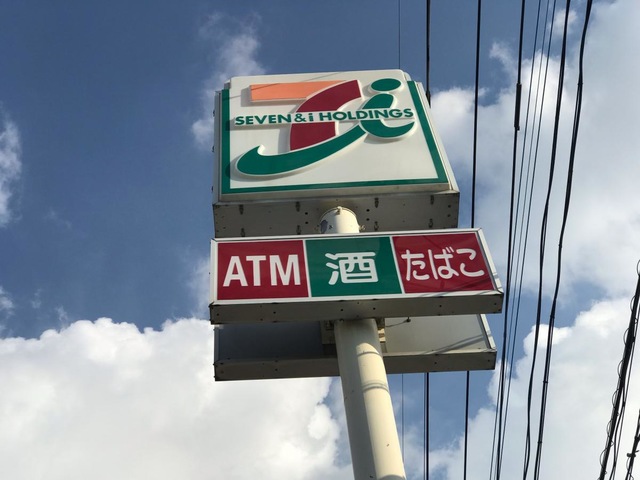 SEVEN & i HOLDINGS
ATM 酒 たばこ